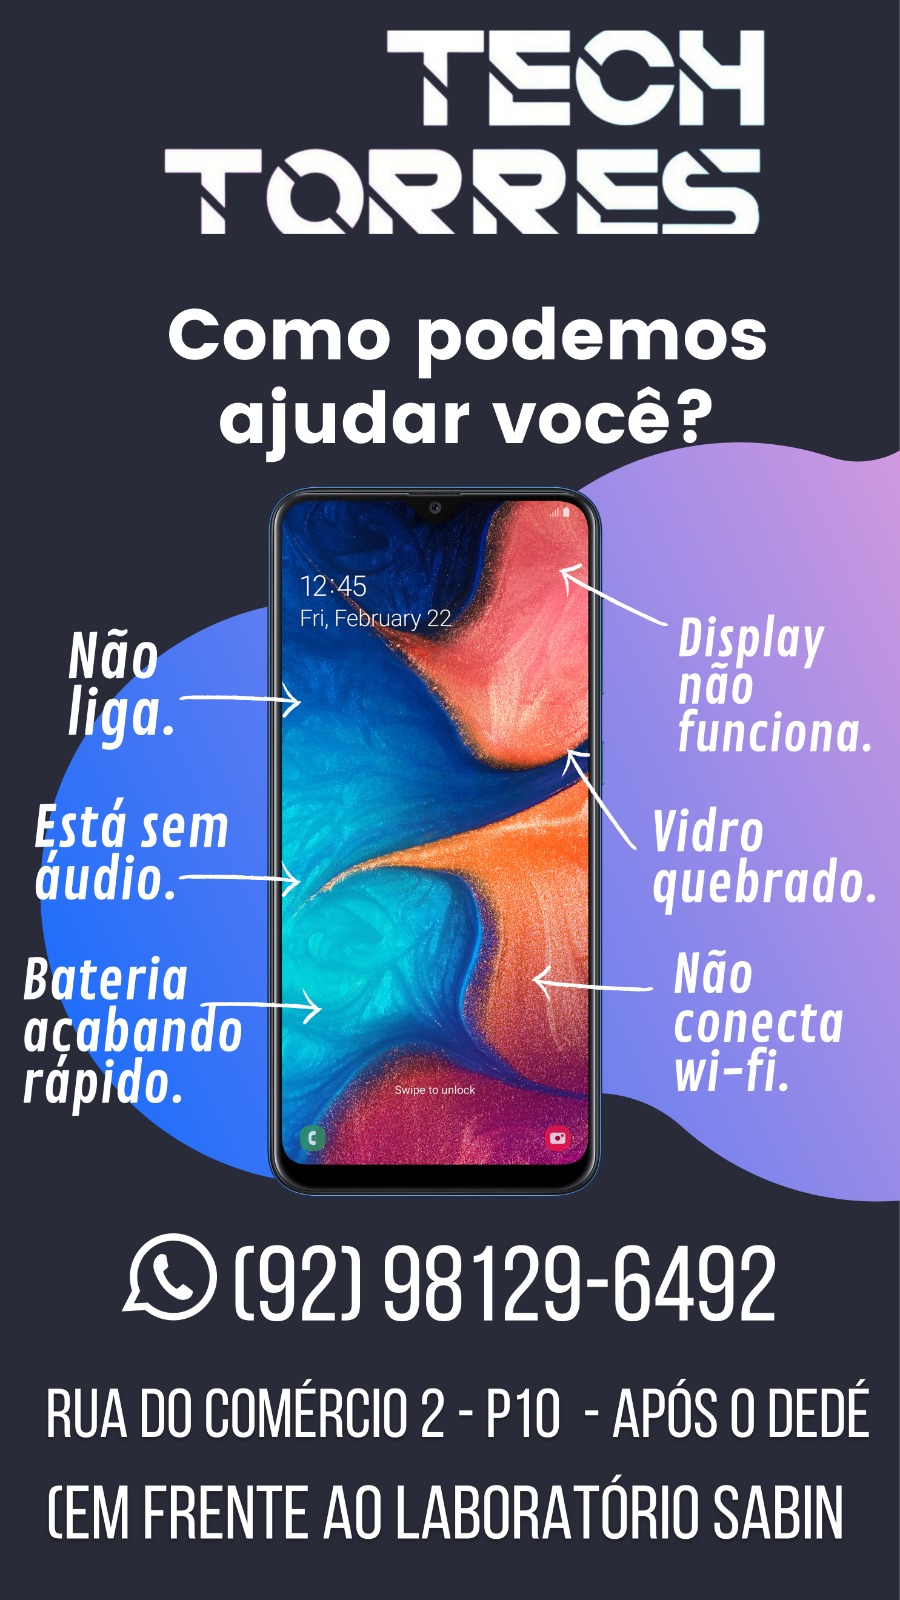 TECH
TORRES
Como podemos
ajudar você?
Display
não
funciona.
Vidro
quebrado.
Não
conecta
wi-fi.
12:45
Fri, February 22
Swipe to unlock
Não
liga.
Está sem
áudio.
Bateria
acabando
rápido.
(92) 98129-6492
RUA DO COMÉRCIO 2 - P10 - APÓS O DEDÉ
(EM FRENTE AO LABORATÓRIO SABIN